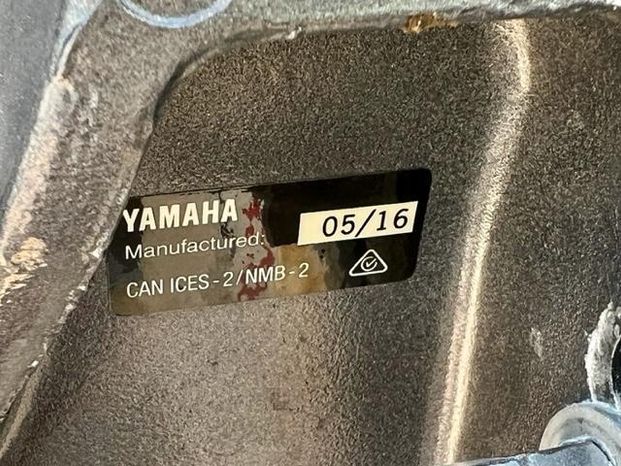 YAMAHA
Manufactured: 05/16
CAN ICES-2/NMB-2